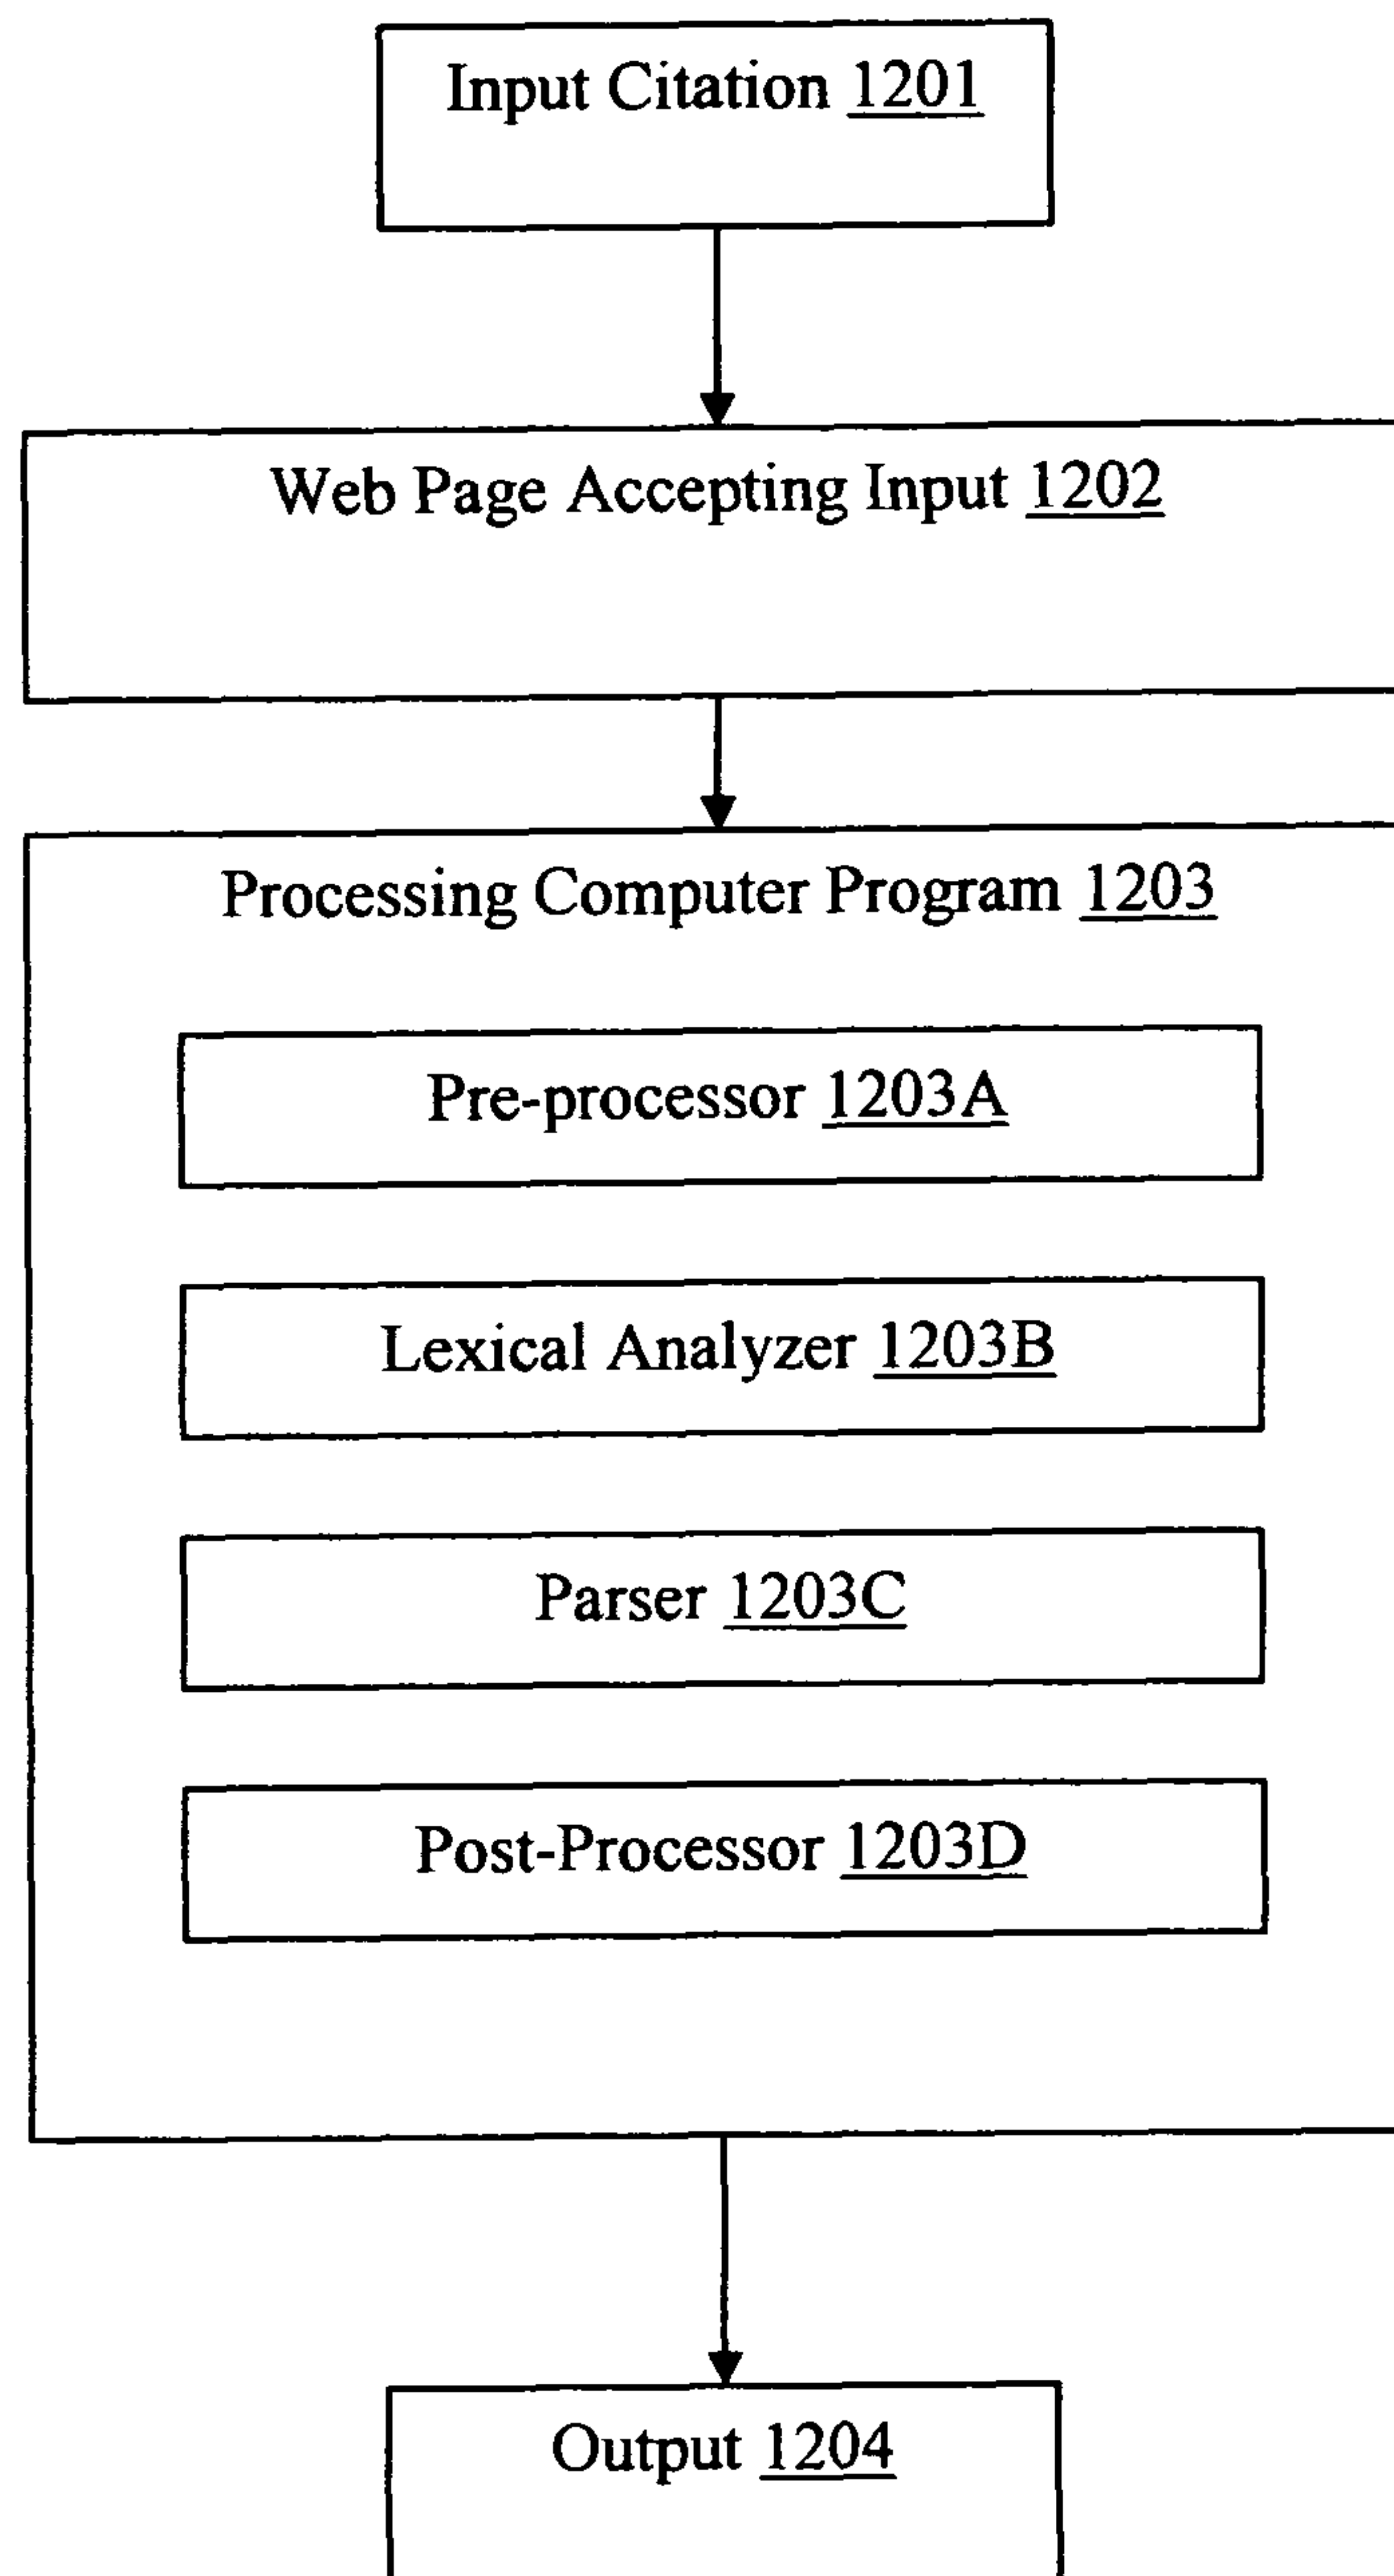 Input Citation 1201
Web Page Accepting Input 1202
Processing Computer Program 1203
Pre-processor 1203A
Lexical Analyzer 1203B
Parser 1203C
Post-Processor 1203D
Output 1204